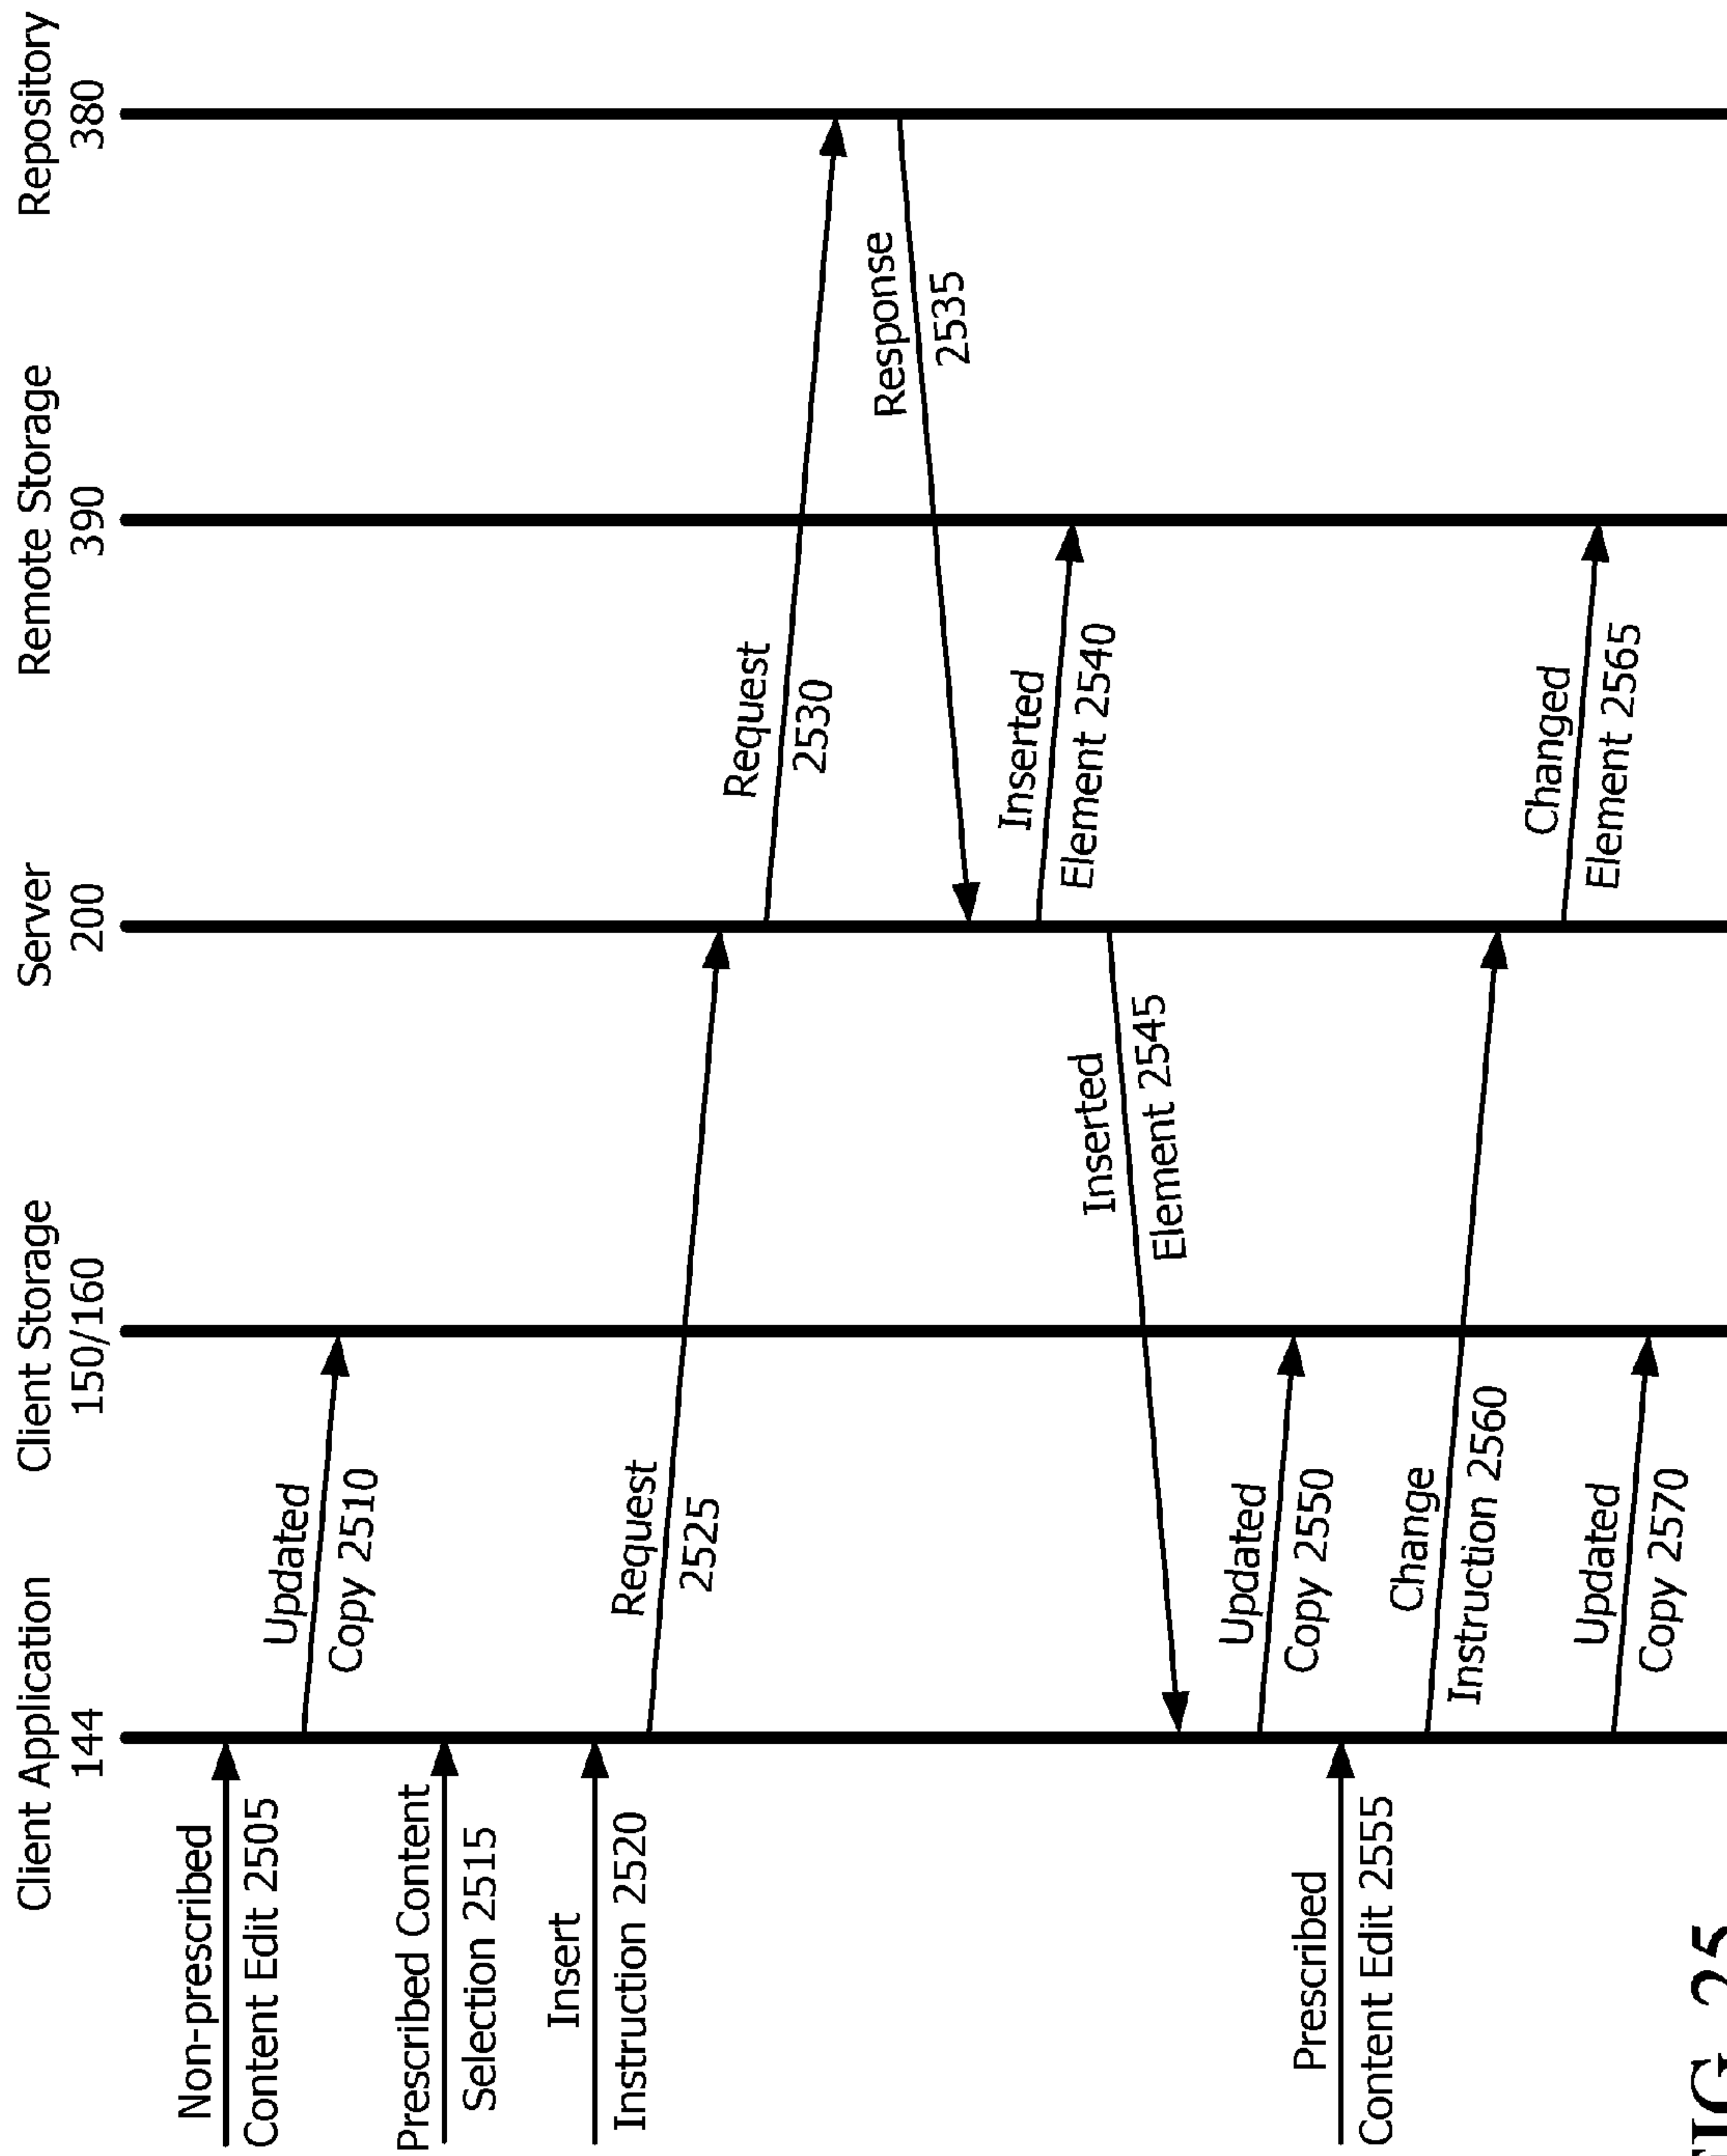 Client Application
144
Client Storage
150/160
Server
200
Remote Storage
390
Repository
380
Non-prescribed
Content Edit 2505
Updated
Copy 2510
Prescribed Content
Selection 2515
Insert
Instruction 2520
Request
2525
Request
2530
Response
2535
Inserted
Element 2540
Inserted
Element 2545
Updated
Copy 2550
Prescribed
Content Edit 2555
Change
Instruction 2560
Changed
Element 2565
Updated
Copy 2570